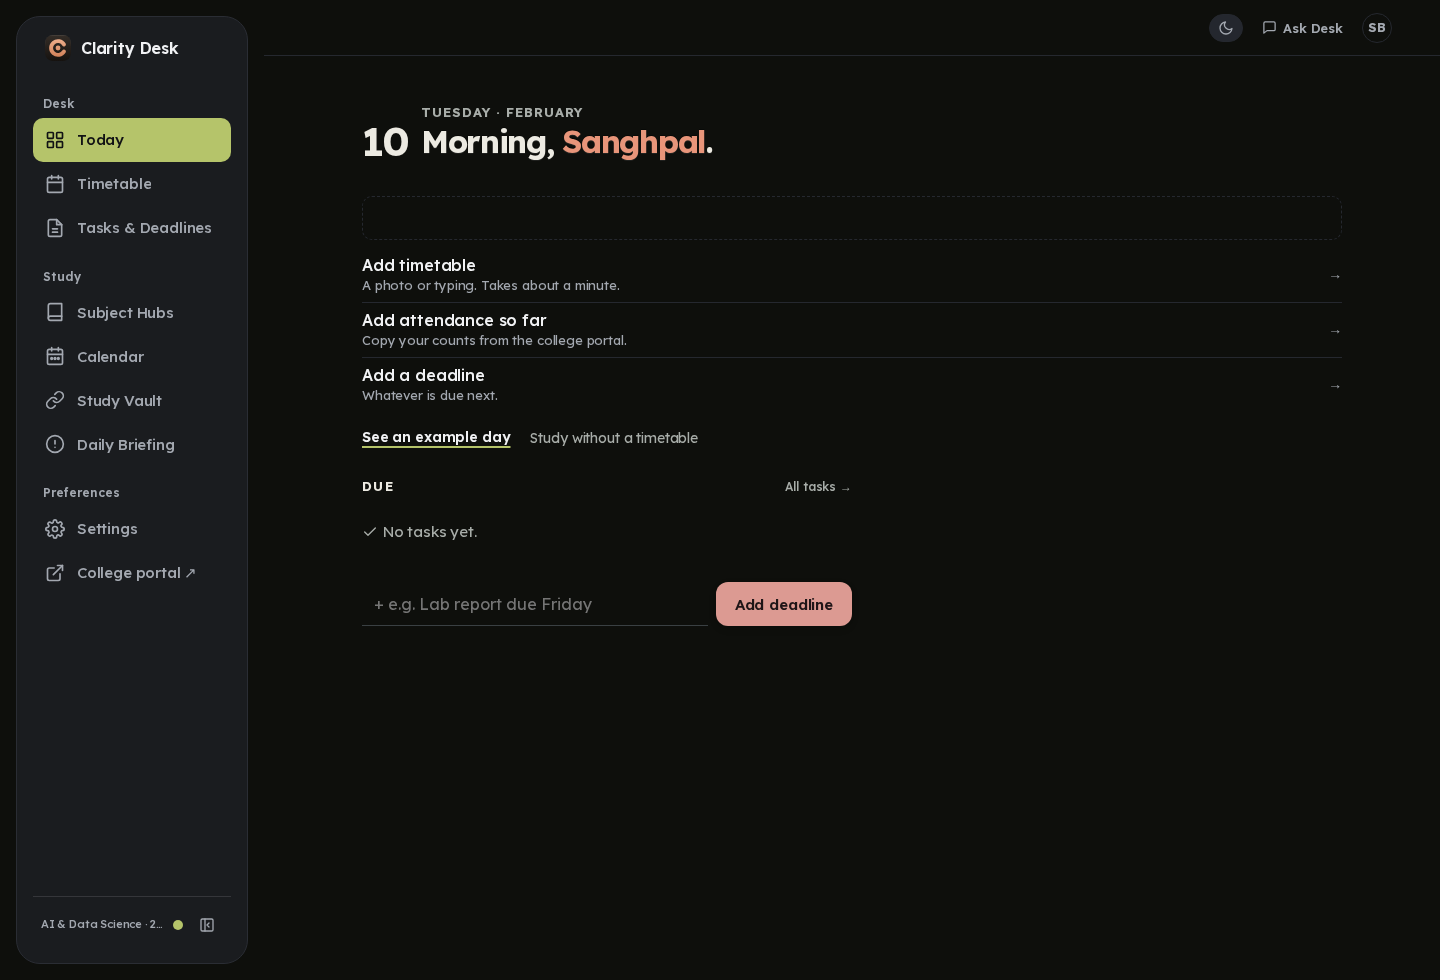 Clarity Desk
Desk
Today
Timetable
Tasks & Deadlines
Study
Subject Hubs
Calendar
Study Vault
Daily Briefing
Preferences
Settings
College portal ↗
AI & Data Science · 2...
Ask Desk
SB
TUESDAY · FEBRUARY
10 Morning, Sanghpal.
Add timetable
A photo or typing. Takes about a minute.
→
Add attendance so far
Copy your counts from the college portal.
→
Add a deadline
Whatever is due next.
→
See an example day Study without a timetable
DUE All tasks →
No tasks yet.
+ e.g. Lab report due Friday Add deadline